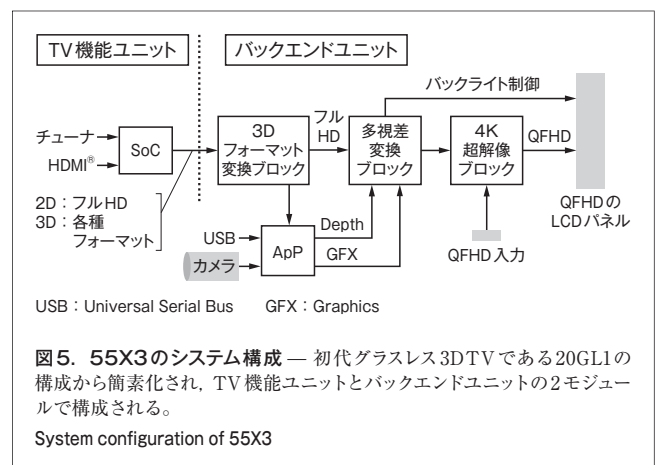 TV機能ユニット
バックエンドユニット
バックライト制御
チューナ
HDMI®
SoC
3D
フォーマット
変換ブロック
フル
HD
多視差
変換
ブロック
4K
超解像
ブロック
QFHD
2D：フルHD
3D：各種
フォーマット
USB
カメラ
ApP
Depth
GFX
QFHD入力
QFHDの
LCDパネル
USB：Universal Serial Bus　GFX：Graphics
図5．55X3のシステム構成 — 初代グラスレス3DTVである20GL1の
構成から簡素化され，TV機能ユニットとバックエンドユニットの2モジュー
ルで構成される。
System configuration of 55X3